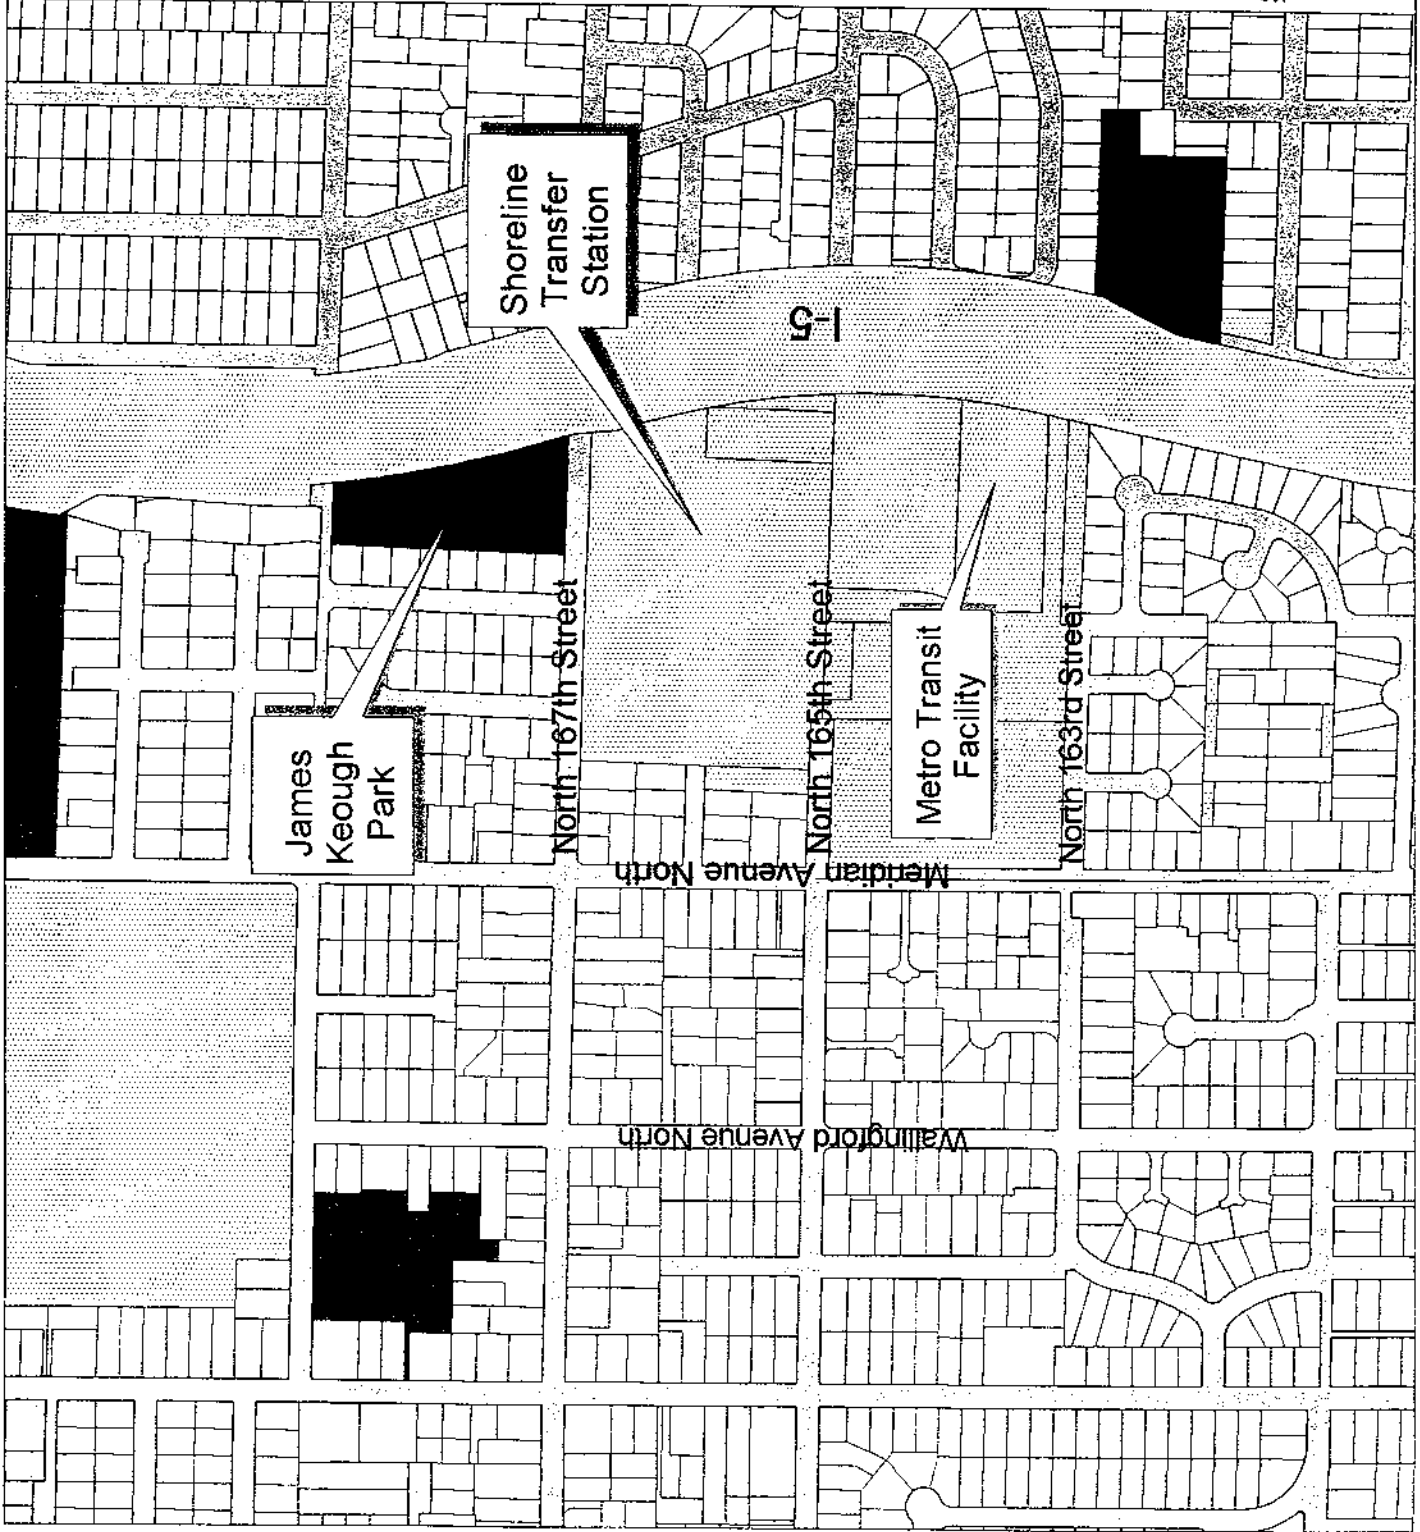 Shoreline
Transfer
Station
I-5
James
Keough
Park
North 167th Street
North 165th Street
Metro Transit
Facility
North 163rd Street
Meridian Avenue North
Wallingford Avenue North